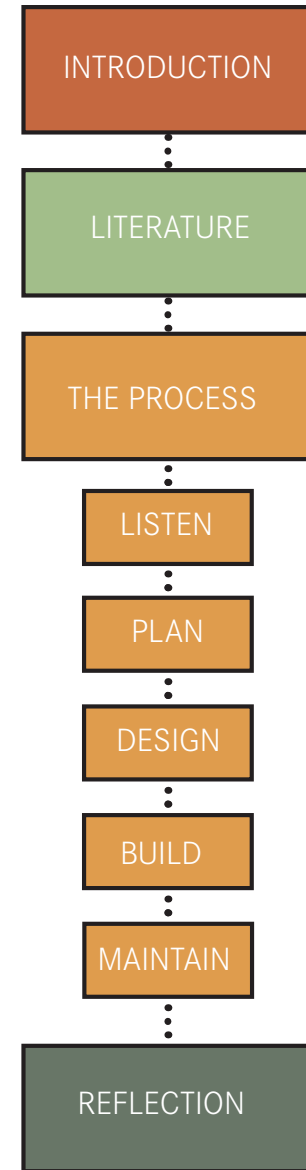 INTRODUCTION
LITERATURE
THE PROCESS
LISTEN
PLAN
DESIGN
BUILD
MAINTAIN
REFLECTION